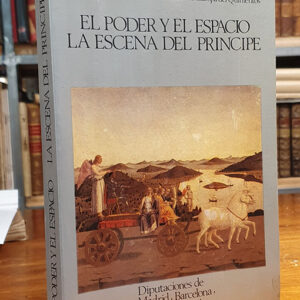 EL PODER Y EL ESPACIO
LA ESCENA DEL PRINCIPE
Diputaciones de
Madrid, Barcelona,
PODER Y EL ESPACIO LA ESCENA DEL PRINCIPE